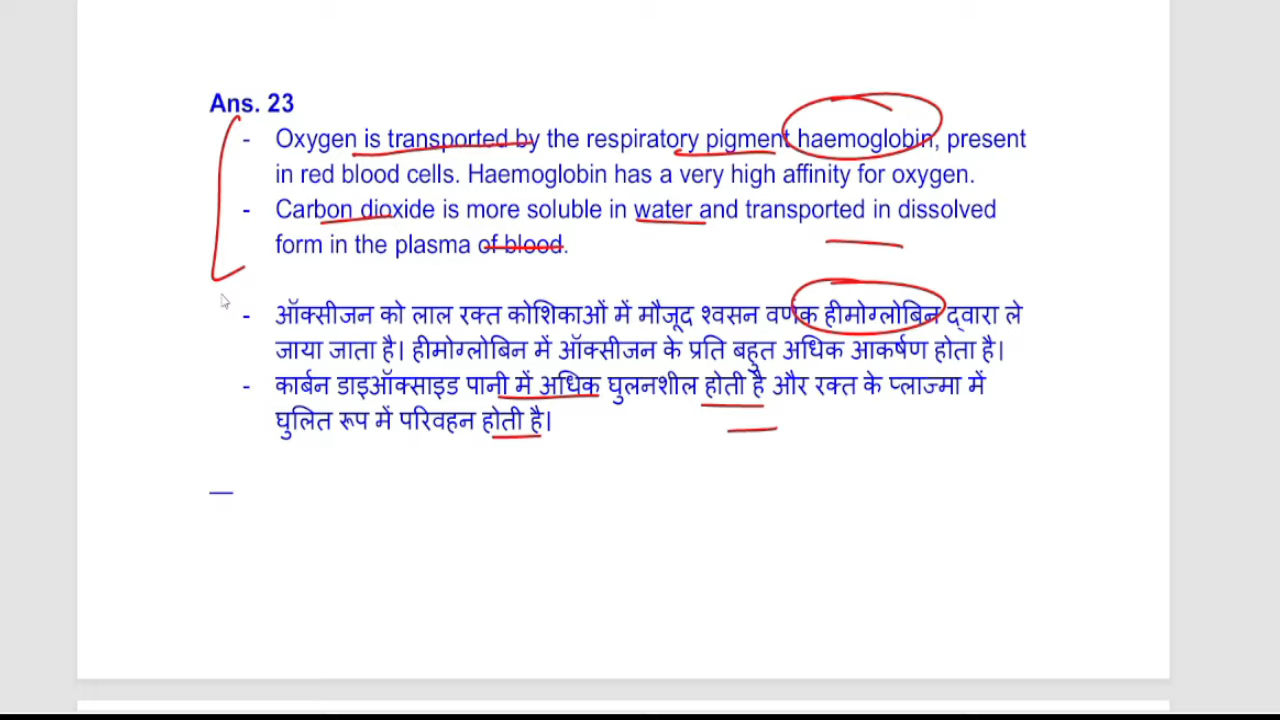 Ans. 23
- Oxygen is transported by the respiratory pigment haemoglobin, present
in red blood cells. Haemoglobin has a very high affinity for oxygen.
- Carbon dioxide is more soluble in water and transported in dissolved
form in the plasma of blood.
- ऑक्सीजन को लाल रक्त कोशिकाओं में मौजूद श्वसन वर्णक हीमोग्लोबिन द्वारा ले
जाया जाता है। हीमोग्लोबिन में ऑक्सीजन के प्रति बहुत अधिक आकर्षण होता है।
- कार्बन डाइऑक्साइड पानी में अधिक घुलनशील होती है और रक्त के प्लाज्मा में
घुलित रूप में परिवहन होती है।
—